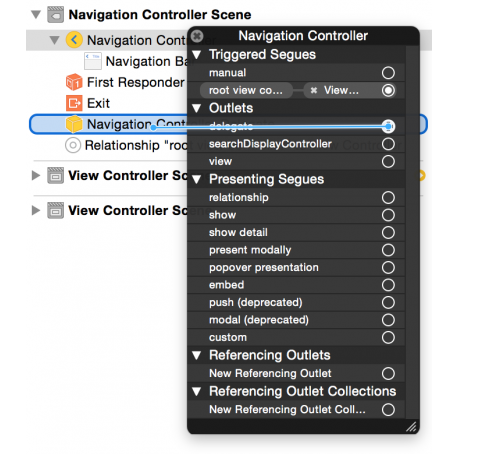 Navigation Controller Scene
Navigation Controller
Navigation Contr
Triggered Segues
manual
Navigation Ba
root view co... View...
First Responder
Outlets
Exit
delegate
Navigation Cont
searchDisplayController
Relationship "roo
view
View Controller Sc
Presenting Segues
relationship
View Controller Sce
show
show detail
present modally
popover presentation
embed
push (deprecated)
modal (deprecated)
custom
Referencing Outlets
New Referencing Outlet
Referencing Outlet Collections
New Referencing Outlet Coll...